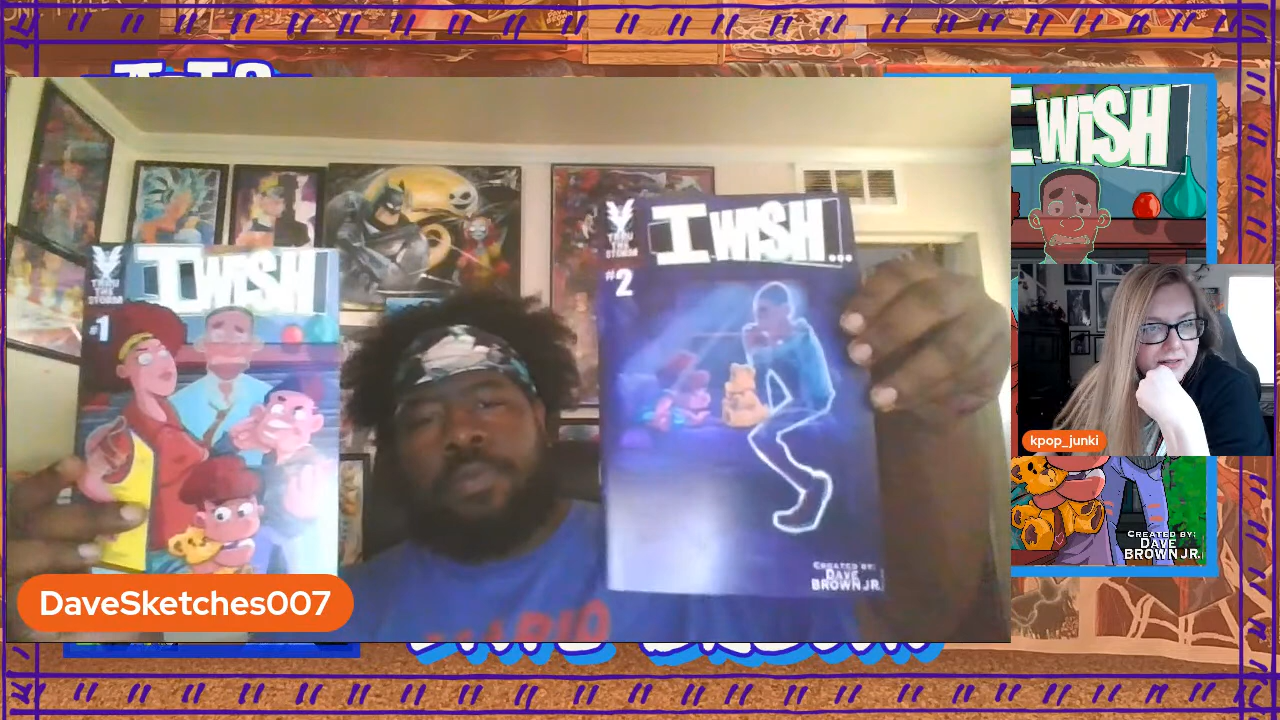 I WISH
THRU
THE
STORM
#1
I WISH...
THRU
THE
STORM
#2
CREATED BY:
DAVE
BROWN JR.
MARIO
I WISH
kpop_junki
CREATED BY:
DAVE
BROWN JR.
DaveSketches007